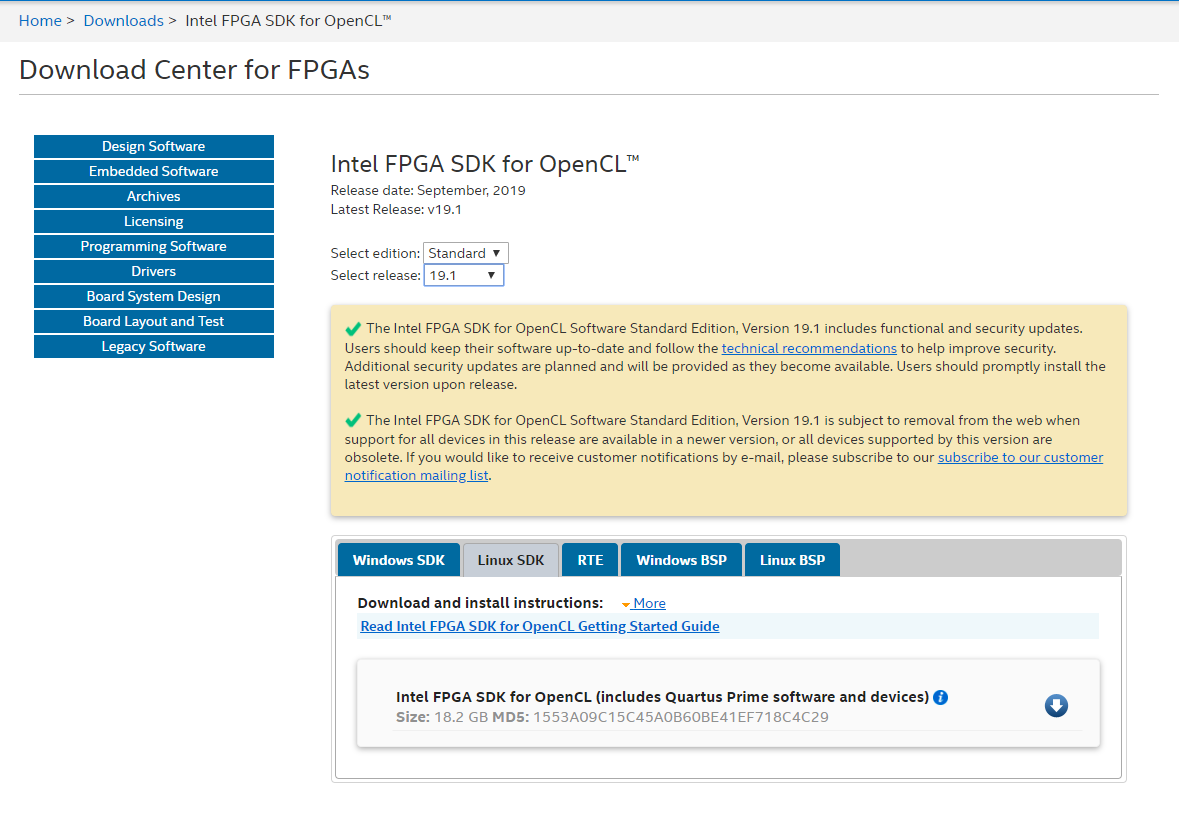 Home > Downloads > Intel FPGA SDK for OpenCL™
Download Center for FPGAs
Design Software
Embedded Software
Archives
Licensing
Programming Software
Drivers
Board System Design
Board Layout and Test
Legacy Software
Intel FPGA SDK for OpenCL™
Release date: September, 2019
Latest Release: v19.1
Select edition: Standard ▼
Select release: 19.1 ▼
The Intel FPGA SDK for OpenCL Software Standard Edition, Version 19.1 includes functional and security updates.
Users should keep their software up-to-date and follow the technical recommendations to help improve security.
Additional security updates are planned and will be provided as they become available. Users should promptly install the
latest version upon release.
The Intel FPGA SDK for OpenCL Software Standard Edition, Version 19.1 is subject to removal from the web when
support for all devices in this release are available in a newer version, or all devices supported by this version are
obsolete. If you would like to receive customer notifications by e-mail, please subscribe to our subscribe to our customer
notification mailing list.
Windows SDK Linux SDK RTE Windows BSP Linux BSP
Download and install instructions: More
Read Intel FPGA SDK for OpenCL Getting Started Guide
Intel FPGA SDK for OpenCL (includes Quartus Prime software and devices) i
Size: 18.2 GB MD5: 1553A09C15C45A0B60BE41EF718C4C29